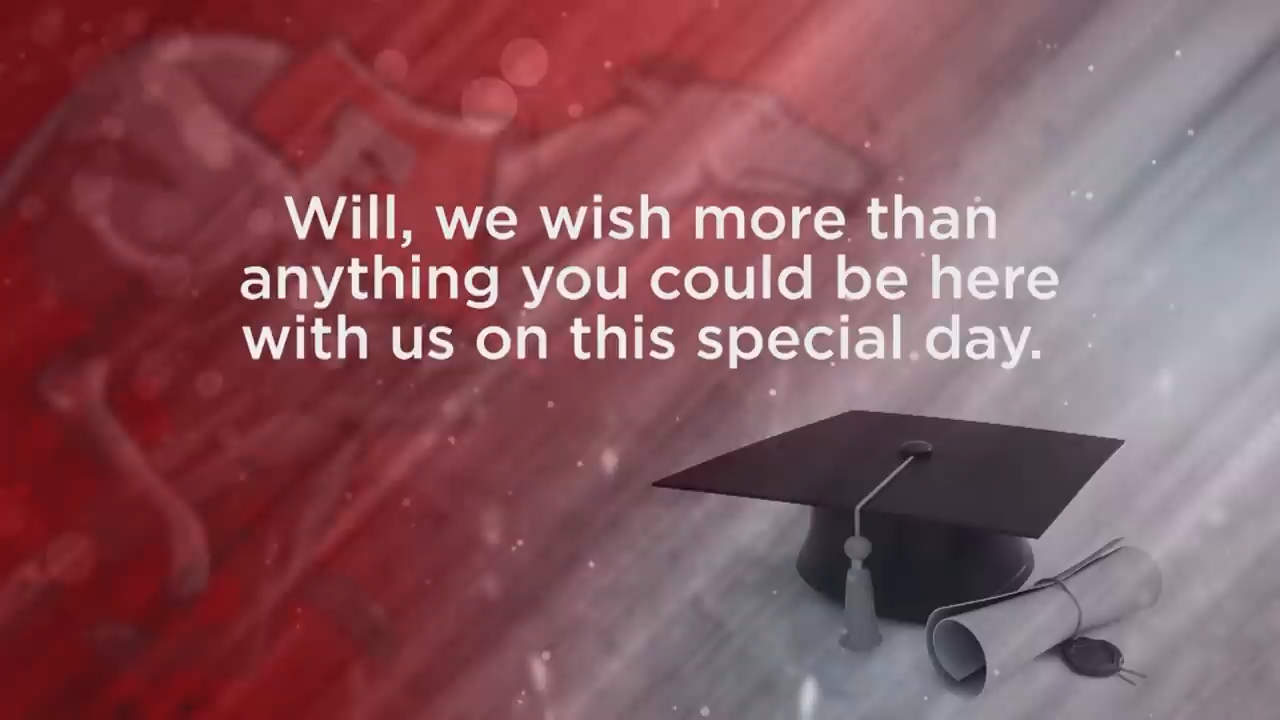 Will, we wish more than
anything you could be here
with us on this special day.